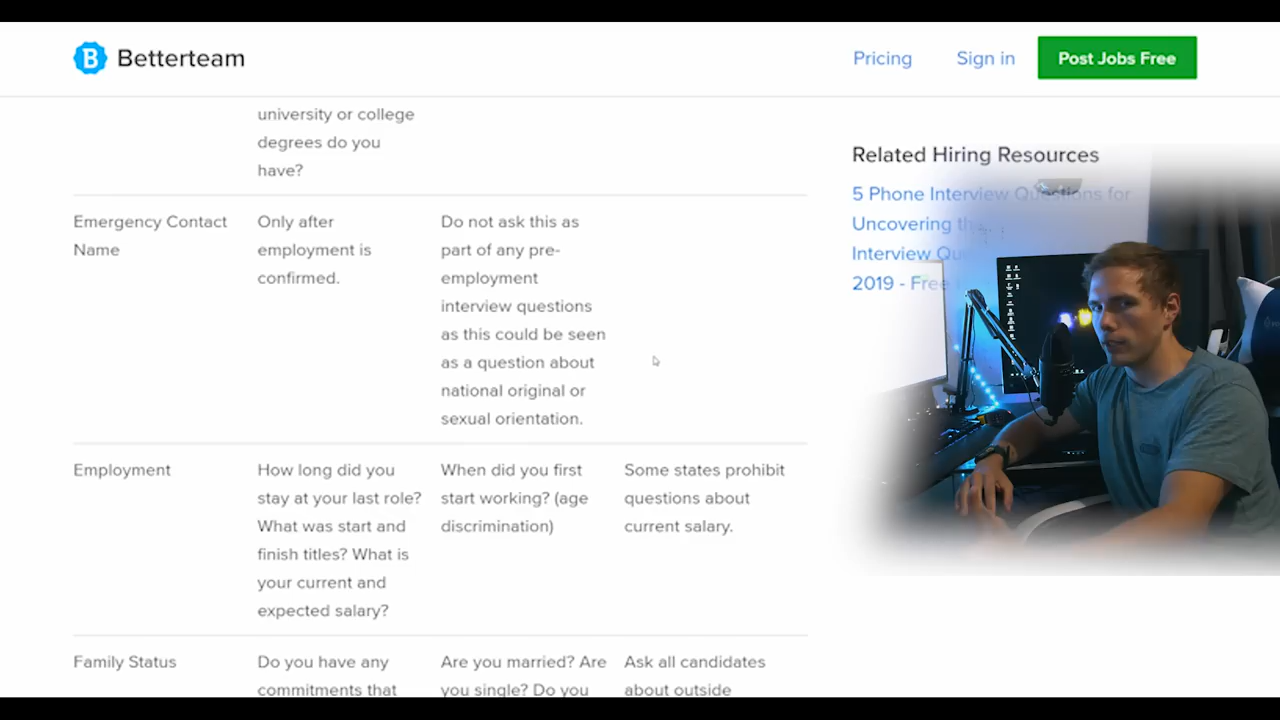 Betterteam
Pricing
Sign in
Post Jobs Free
university or college
degrees do you
have?
Emergency Contact
Name
Only after
employment is
confirmed.
Do not ask this as
part of any pre-
employment
interview questions
as this could be seen
as a question about
national original or
sexual orientation.
Employment
How long did you
stay at your last role?
What was start and
finish titles? What is
your current and
expected salary?
When did you first
start working? (age
discrimination)
Some states prohibit
questions about
current salary.
Family Status
Do you have any
commitments that
Are you married? Are
you single? Do you
Ask all candidates
about outside
Related Hiring Resources
5 Phone Interview Questions for
Uncovering
Interview
2019 - Free